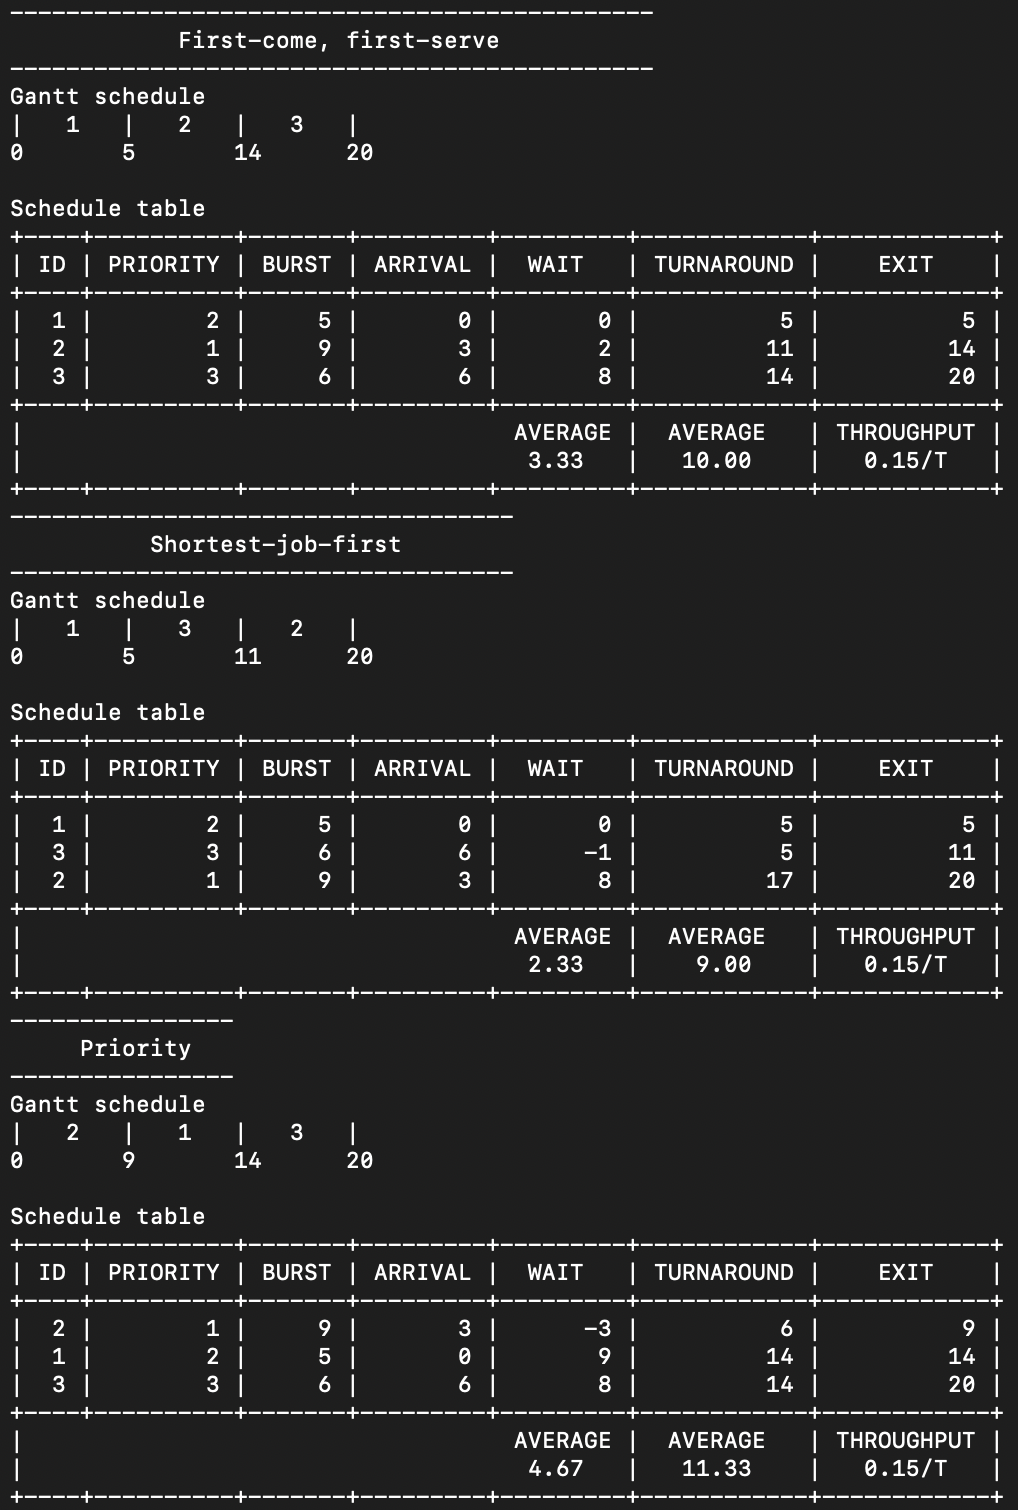 ----------------------------------------------
            First-come, first-serve
----------------------------------------------
Gantt schedule
|   1   |   2   |   3   |
0       5       14      20

Schedule table
+----+----------+-------+---------+---------+------------+------------+
| ID | PRIORITY | BURST | ARRIVAL |  WAIT   | TURNAROUND |    EXIT    |
+----+----------+-------+---------+---------+------------+------------+
|  1 |        2 |     5 |       0 |       0 |          5 |          5 |
|  2 |        1 |     9 |       3 |       2 |         11 |         14 |
|  3 |        3 |     6 |       6 |       8 |         14 |         20 |
+----+----------+-------+---------+---------+------------+------------+
|                                   AVERAGE |  AVERAGE   | THROUGHPUT |
|                                    3.33   |   10.00    |   0.15/T   |
+----+----------+-------+---------+---------+------------+------------+
------------------------------------
          Shortest-job-first
------------------------------------
Gantt schedule
|   1   |   3   |   2   |
0       5       11      20

Schedule table
+----+----------+-------+---------+---------+------------+------------+
| ID | PRIORITY | BURST | ARRIVAL |  WAIT   | TURNAROUND |    EXIT    |
+----+----------+-------+---------+---------+------------+------------+
|  1 |        2 |     5 |       0 |       0 |          5 |          5 |
|  3 |        3 |     6 |       6 |      -1 |          5 |         11 |
|  2 |        1 |     9 |       3 |       8 |         17 |         20 |
+----+----------+-------+---------+---------+------------+------------+
|                                   AVERAGE |  AVERAGE   | THROUGHPUT |
|                                    2.33   |    9.00    |   0.15/T   |
+----+----------+-------+---------+---------+------------+------------+
----------------
     Priority
----------------
Gantt schedule
|   2   |   1   |   3   |
0       9       14      20

Schedule table
+----+----------+-------+---------+---------+------------+------------+
| ID | PRIORITY | BURST | ARRIVAL |  WAIT   | TURNAROUND |    EXIT    |
+----+----------+-------+---------+---------+------------+------------+
|  2 |        1 |     9 |       3 |      -3 |          6 |          9 |
|  1 |        2 |     5 |       0 |       9 |         14 |         14 |
|  3 |        3 |     6 |       6 |       8 |         14 |         20 |
+----+----------+-------+---------+---------+------------+------------+
|                                   AVERAGE |  AVERAGE   | THROUGHPUT |
|                                    4.67   |   11.33    |   0.15/T   |
+----+----------+-------+---------+---------+------------+------------+